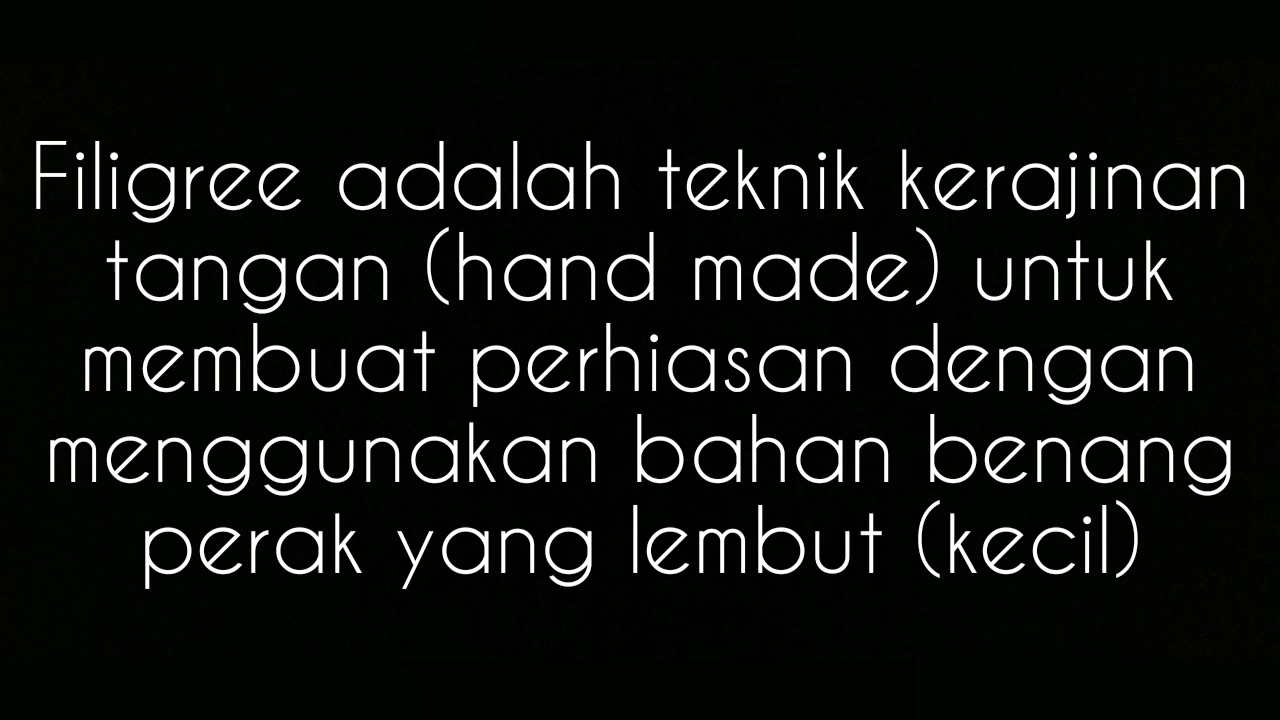 Filigree adalah teknik kerajinan
tangan (hand made) untuk
membuat perhiasan dengan
menggunakan bahan benang
perak yang lembut (kecil)